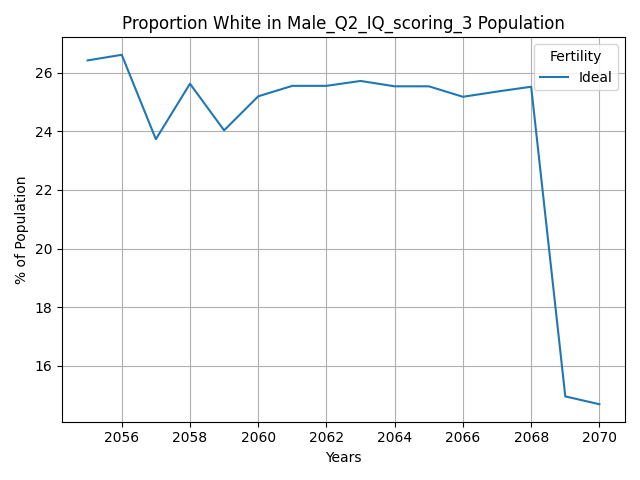 Proportion White in Male_Q2_IQ_scoring_3 Population
Fertility
Ideal
% of Population
26
24
22
20
18
16
2056 2058 2060 2062 2064 2066 2068 2070
Years